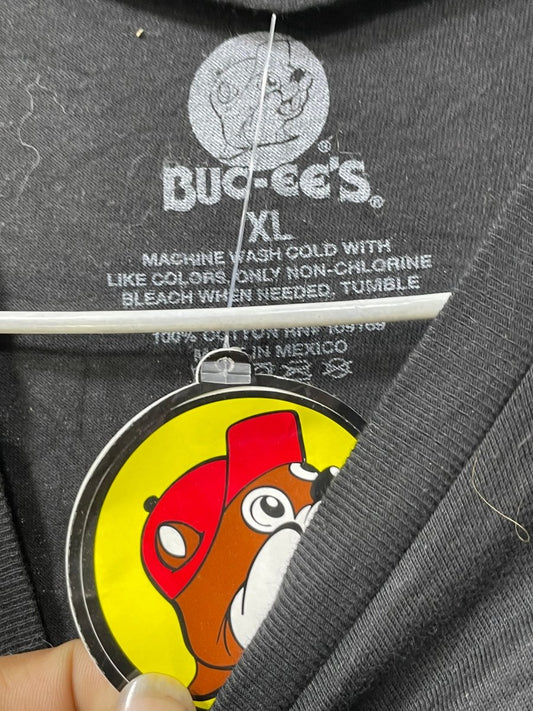 ®
BUC-EE'S®
XL
MACHINE WASH COLD WITH
LIKE COLORS, ONLY NON-CHLORINE
BLEACH WHEN NEEDED, TUMBLE
100% COTTON RN# 109169
IN MEXICO